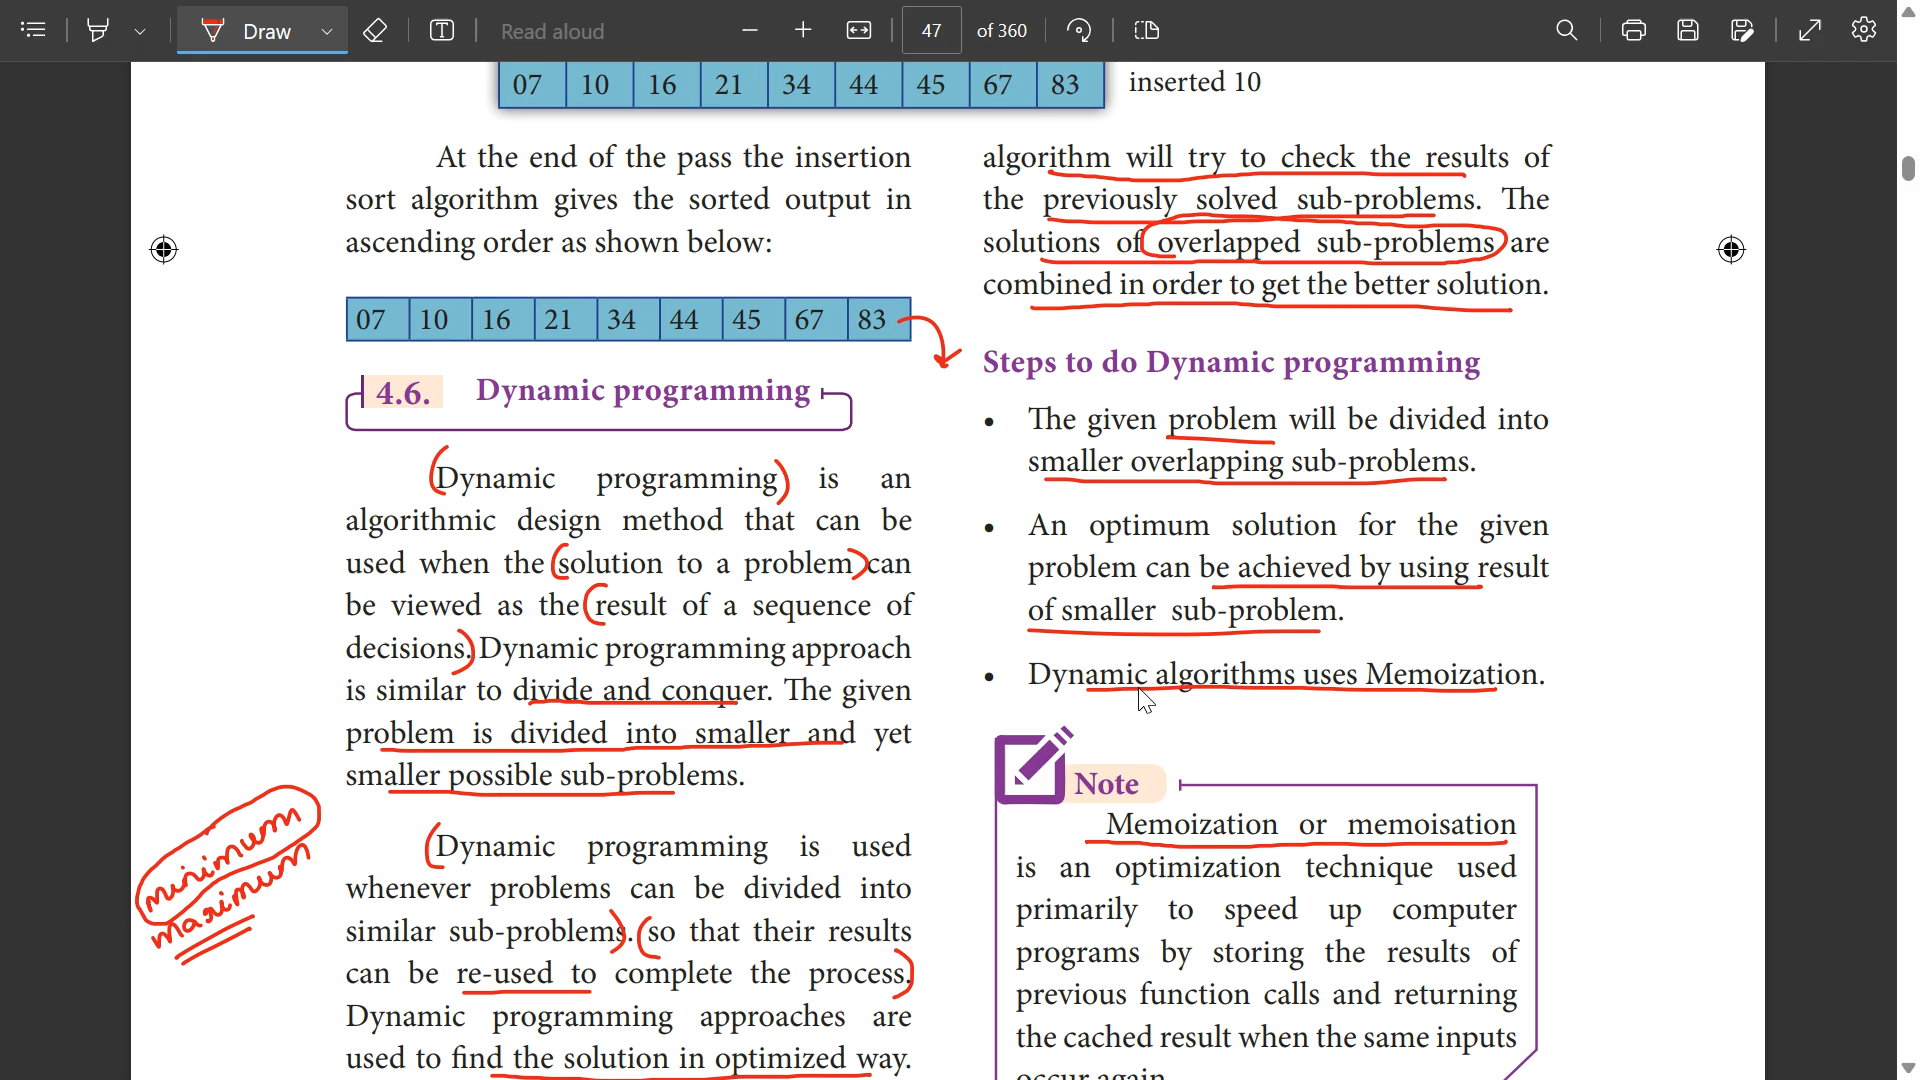 Draw
Read aloud
47 of 360
07 10 16 21 34 44 45 67 83
inserted 10
At the end of the pass the insertion
sort algorithm gives the sorted output in
ascending order as shown below:
07 10 16 21 34 44 45 67 83
4.6. Dynamic programming
Dynamic programming is an
algorithmic design method that can be
used when the solution to a problem can
be viewed as the result of a sequence of
decisions. Dynamic programming approach
is similar to divide and conquer. The given
problem is divided into smaller and yet
smaller possible sub-problems.
minimum
maximum
Dynamic programming is used
whenever problems can be divided into
similar sub-problems. so that their results
can be re-used to complete the process.
Dynamic programming approaches are
used to find the solution in optimized way.
algorithm will try to check the results of
the previously solved sub-problems. The
solutions of overlapped sub-problems are
combined in order to get the better solution.
Steps to do Dynamic programming
• The given problem will be divided into
smaller overlapping sub-problems.
• An optimum solution for the given
problem can be achieved by using result
of smaller sub-problem.
• Dynamic algorithms uses Memoization.
Note
Memoization or memoisation
is an optimization technique used
primarily to speed up computer
programs by storing the results of
previous function calls and returning
the cached result when the same inputs
occur again